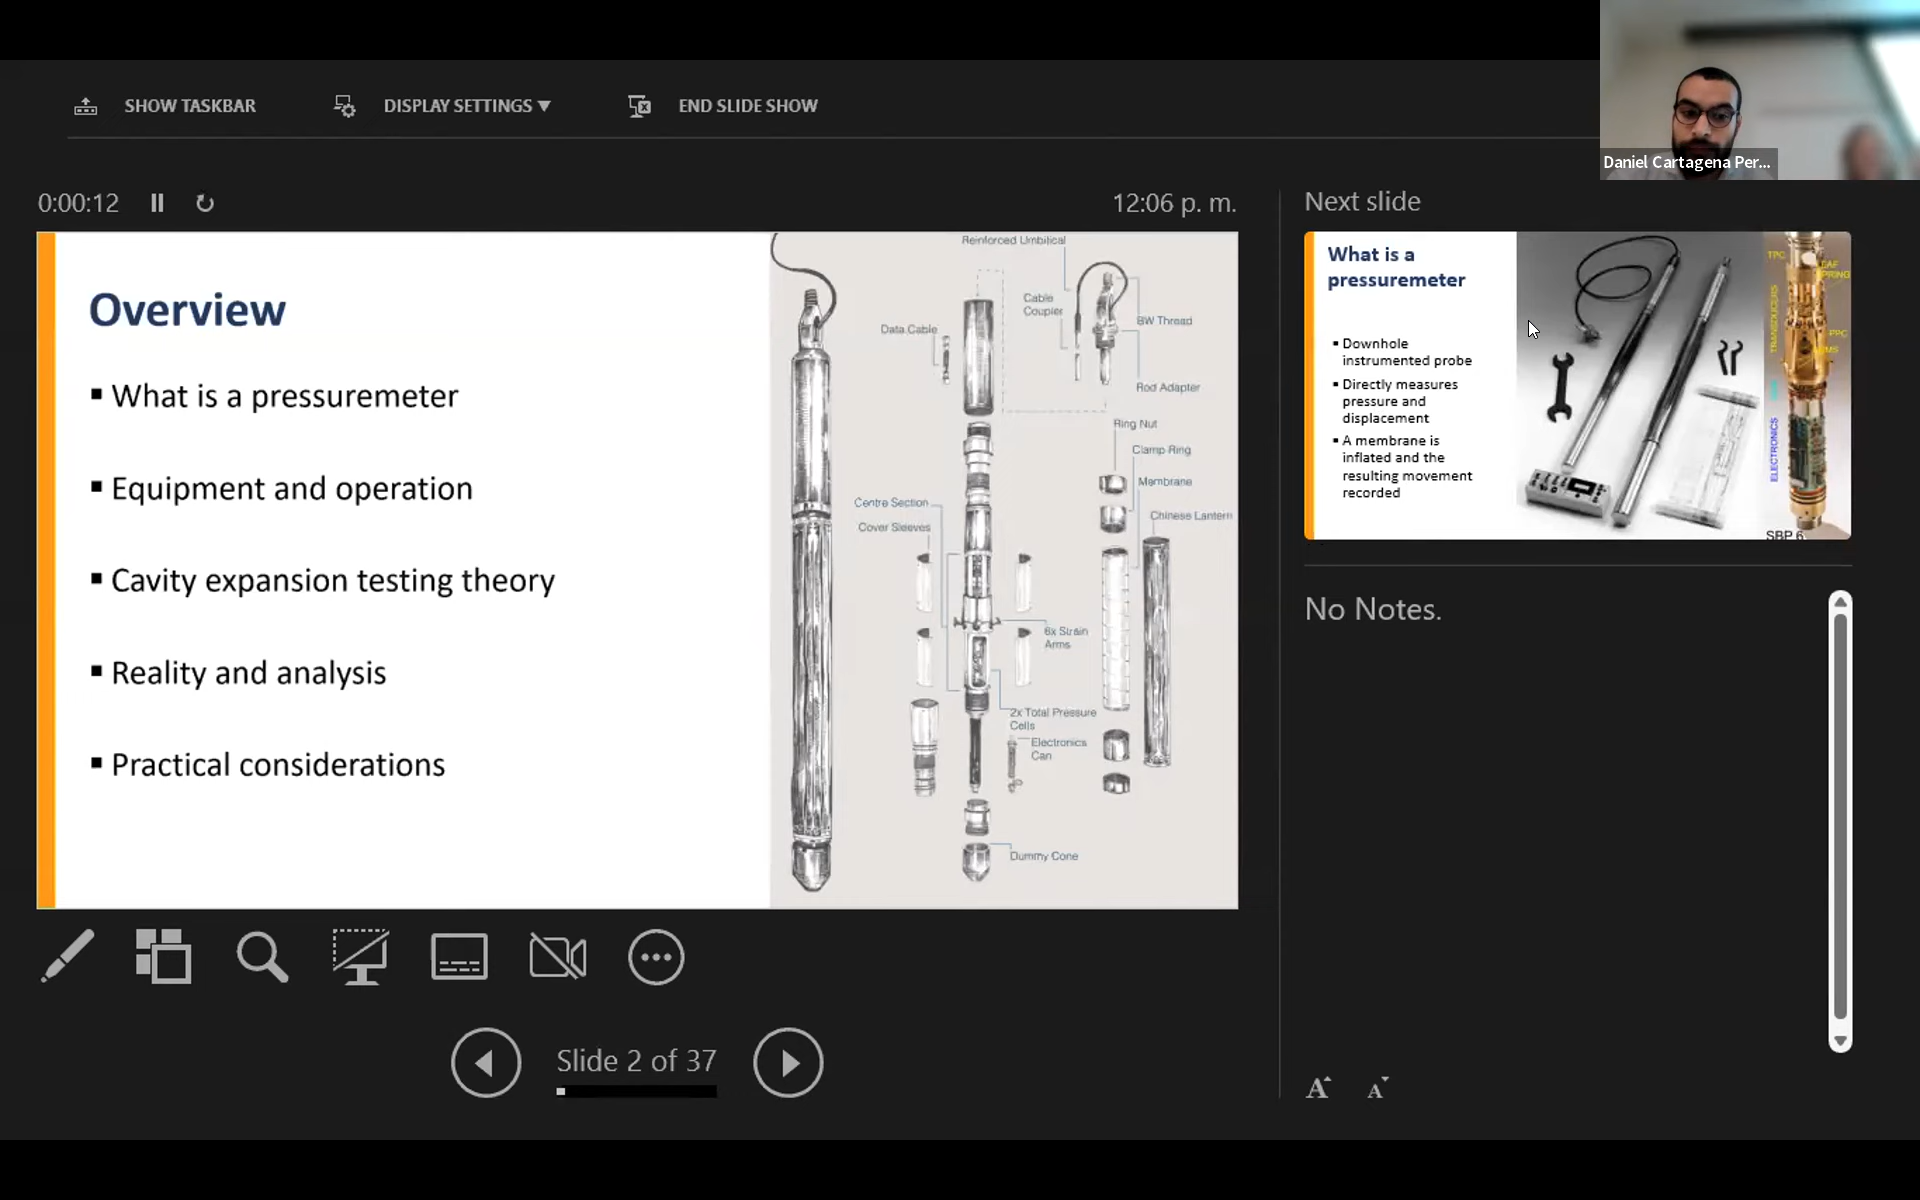 SHOW TASKBAR
DISPLAY SETTINGS ▼
END SLIDE SHOW
Daniel Cartagena Per...
0:00:12
12:06 p. m.
Overview
▪ What is a pressuremeter
▪ Equipment and operation
▪ Cavity expansion testing theory
▪ Reality and analysis
▪ Practical considerations
Reinforced Umbilical
Cable
Coupler
BW Thread
Data Cable
Rod Adapter
Ring Nut
Clamp Ring
Membrane
Centre Section
Cover Sleeves
Chinese Lantern
6x Strain
Arms
2x Total Pressure
Cells
Electronics
Can
Dummy Cone
Slide 2 of 37
Next slide
What is a
pressuremeter
▪ Downhole
instrumented probe
▪ Directly measures
pressure and
displacement
▪ A membrane is
inflated and the
resulting movement
recorded
TPC
SPRING
TRANSDUCERS
PPC
ELECTRONICS
SBP 6
No Notes.
A
A